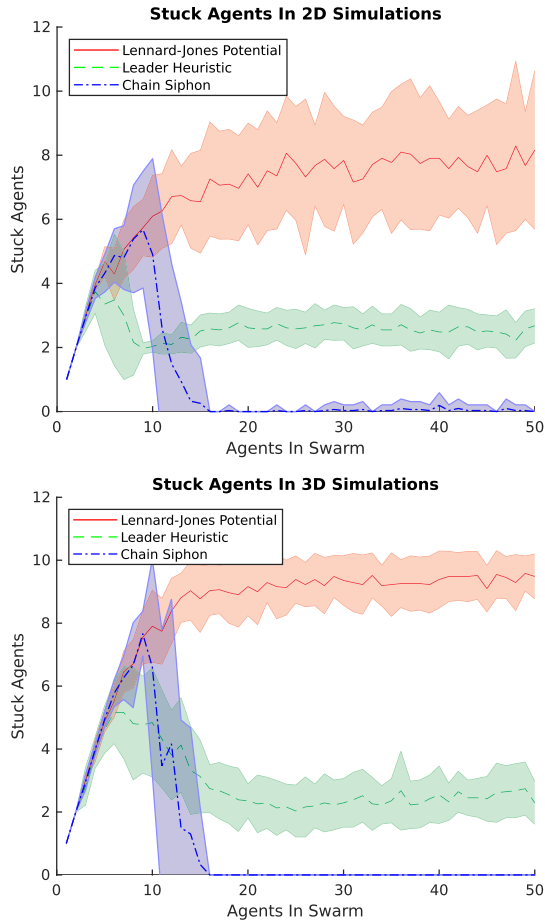 Stuck Agents In 2D Simulations
12
10
8
6
4
2
0
Stuck Agents
Lennard-Jones Potential
Leader Heuristic
Chain Siphon
0 10 20 30 40 50
Agents In Swarm
Stuck Agents In 3D Simulations
12
10
8
6
4
2
0
Stuck Agents
Lennard-Jones Potential
Leader Heuristic
Chain Siphon
0 10 20 30 40 50
Agents In Swarm